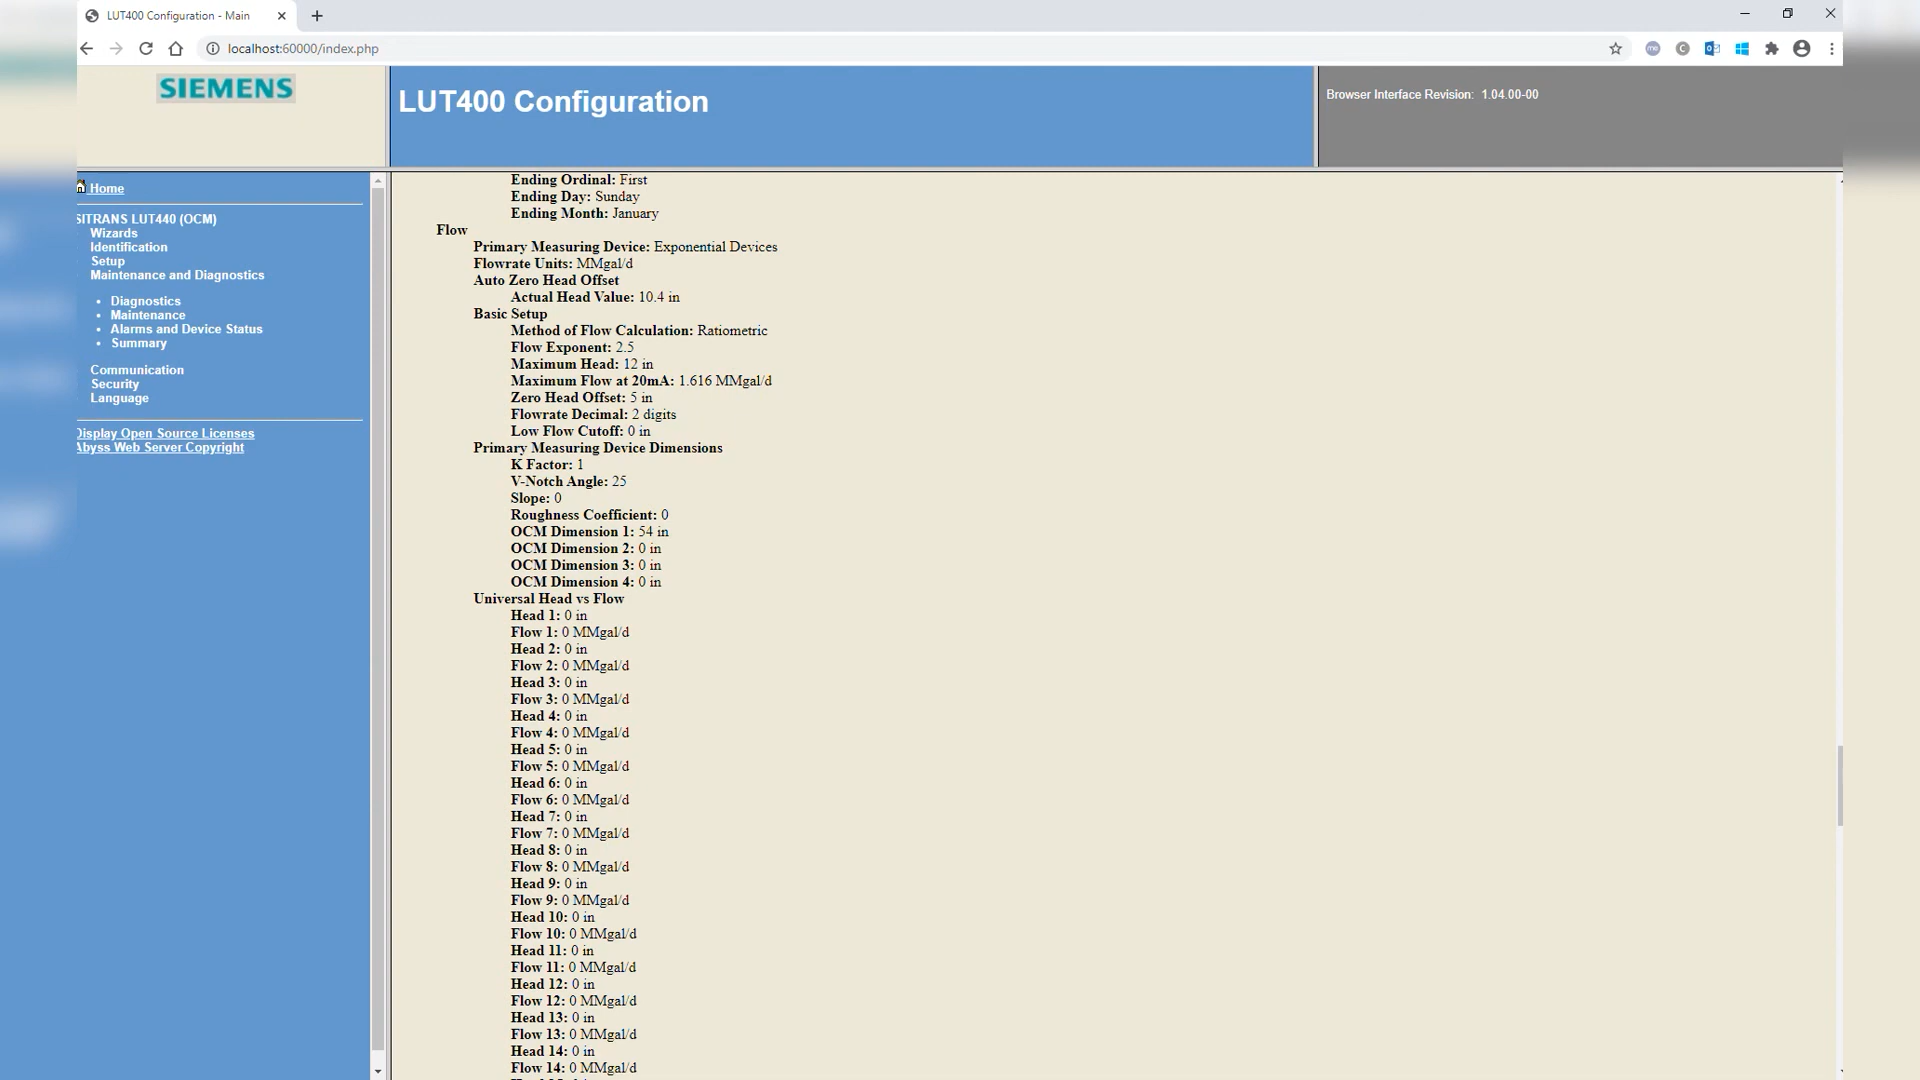 LUT400 Configuration - Main
localhost:60000/index.php
SIEMENS
LUT400 Configuration
Browser Interface Revision: 1.04.00-00
Home
SITRANS LUT440 (OCM)
Wizards
Identification
Setup
Maintenance and Diagnostics
• Diagnostics
• Maintenance
• Alarms and Device Status
• Summary
Communication
Security
Language
Display Open Source Licenses
Abyss Web Server Copyright
Ending Ordinal: First
Ending Day: Sunday
Ending Month: January
Flow
Primary Measuring Device: Exponential Devices
Flowrate Units: MMgal/d
Auto Zero Head Offset
Actual Head Value: 10.4 in
Basic Setup
Method of Flow Calculation: Ratiometric
Flow Exponent: 2.5
Maximum Head: 12 in
Maximum Flow at 20mA: 1.616 MMgal/d
Zero Head Offset: 5 in
Flowrate Decimal: 2 digits
Low Flow Cutoff: 0 in
Primary Measuring Device Dimensions
K Factor: 1
V-Notch Angle: 25
Slope: 0
Roughness Coefficient: 0
OCM Dimension 1: 54 in
OCM Dimension 2: 0 in
OCM Dimension 3: 0 in
OCM Dimension 4: 0 in
Universal Head vs Flow
Head 1: 0 in
Flow 1: 0 MMgal/d
Head 2: 0 in
Flow 2: 0 MMgal/d
Head 3: 0 in
Flow 3: 0 MMgal/d
Head 4: 0 in
Flow 4: 0 MMgal/d
Head 5: 0 in
Flow 5: 0 MMgal/d
Head 6: 0 in
Flow 6: 0 MMgal/d
Head 7: 0 in
Flow 7: 0 MMgal/d
Head 8: 0 in
Flow 8: 0 MMgal/d
Head 9: 0 in
Flow 9: 0 MMgal/d
Head 10: 0 in
Flow 10: 0 MMgal/d
Head 11: 0 in
Flow 11: 0 MMgal/d
Head 12: 0 in
Flow 12: 0 MMgal/d
Head 13: 0 in
Flow 13: 0 MMgal/d
Head 14: 0 in
Flow 14: 0 MMgal/d